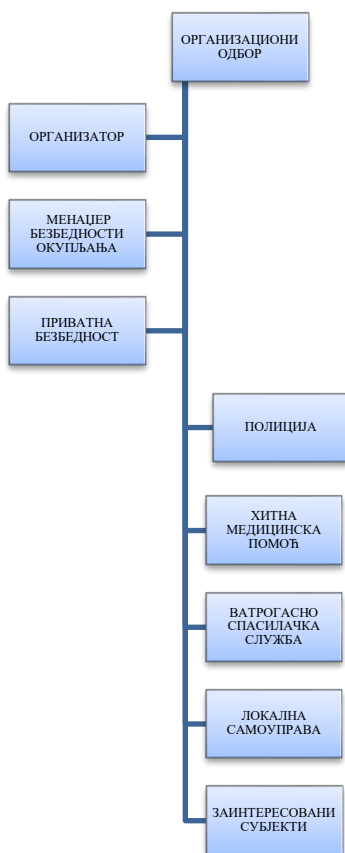 ОРГАНИЗАЦИОНИ
ОДБОР
ОРГАНИЗАТОР
МЕНАЏЕР
БЕЗБЕДНОСТИ
ОКУПЉАЊА
ПРИВАТНА
БЕЗБЕДНОСТ
ПОЛИЦИЈА
ХИТНА
МЕДИЦИНСКА
ПОМОЋ
ВАТРОГАСНО
СПАСИЛАЧКА
СЛУЖБА
ЛОКАЛНА
САМОУПРАВА
ЗАИНТЕРЕСОВАНИ
СУБЈЕКТИ